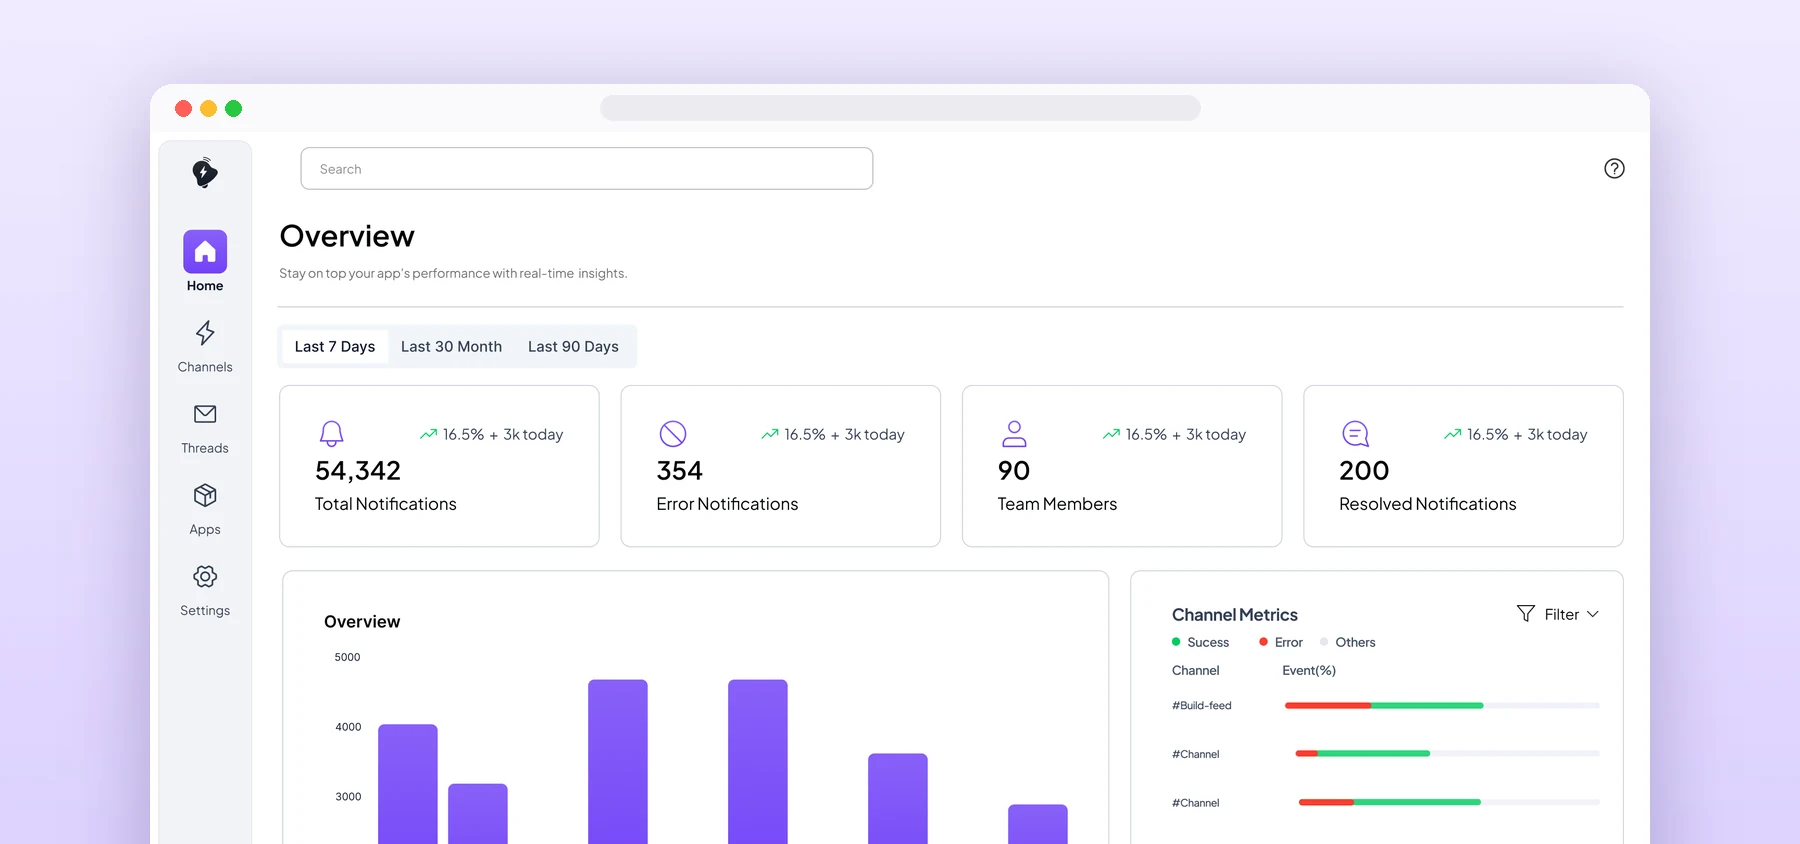 Search
Overview
Stay on top your app's performance with real-time insights.
Home
Channels
Threads
Apps
Settings
Last 7 Days Last 30 Month Last 90 Days
16.5% + 3k today
54,342
Total Notifications
16.5% + 3k today
354
Error Notifications
16.5% + 3k today
90
Team Members
16.5% + 3k today
200
Resolved Notifications
Overview
5000
4000
3000
Channel Metrics
Filter
Sucess Error Others
Channel Event(%)
#Build-feed
#Channel
#Channel